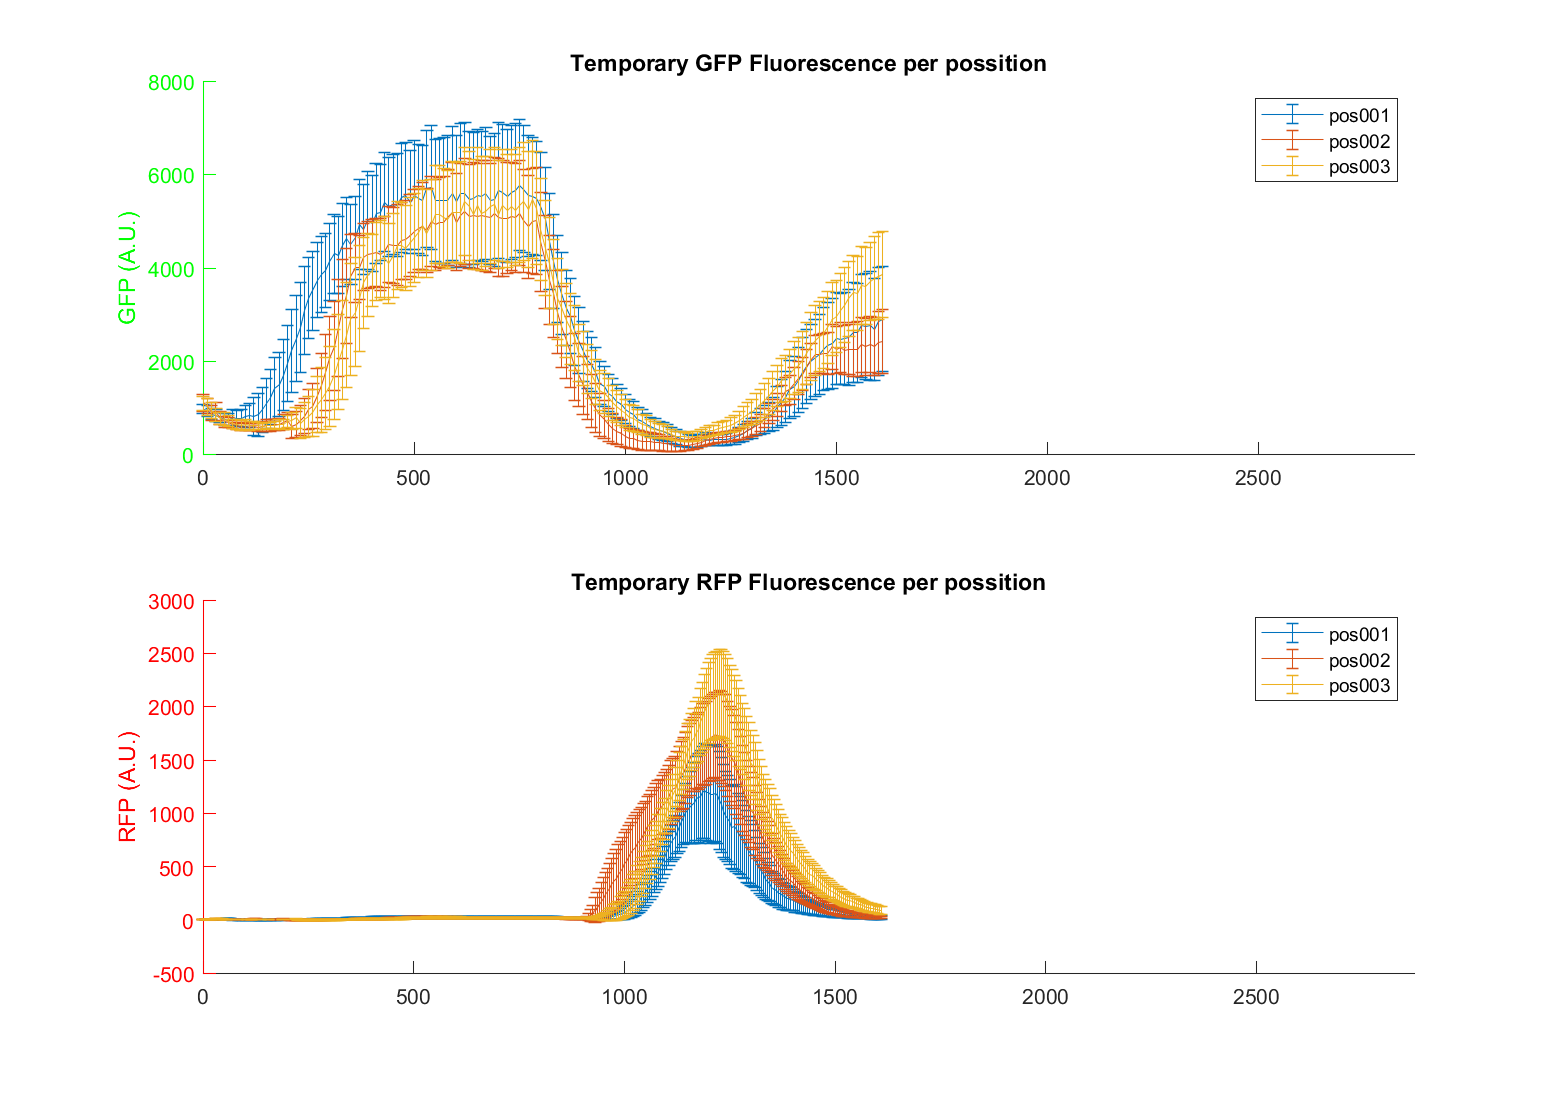 Temporary GFP Fluorescence per possition
GFP (A.U.)
8000
6000
4000
2000
0
0 500 1000 1500 2000 2500
pos001
pos002
pos003
Temporary RFP Fluorescence per possition
RFP (A.U.)
3000
2500
2000
1500
1000
500
0
-500
0 500 1000 1500 2000 2500
pos001
pos002
pos003